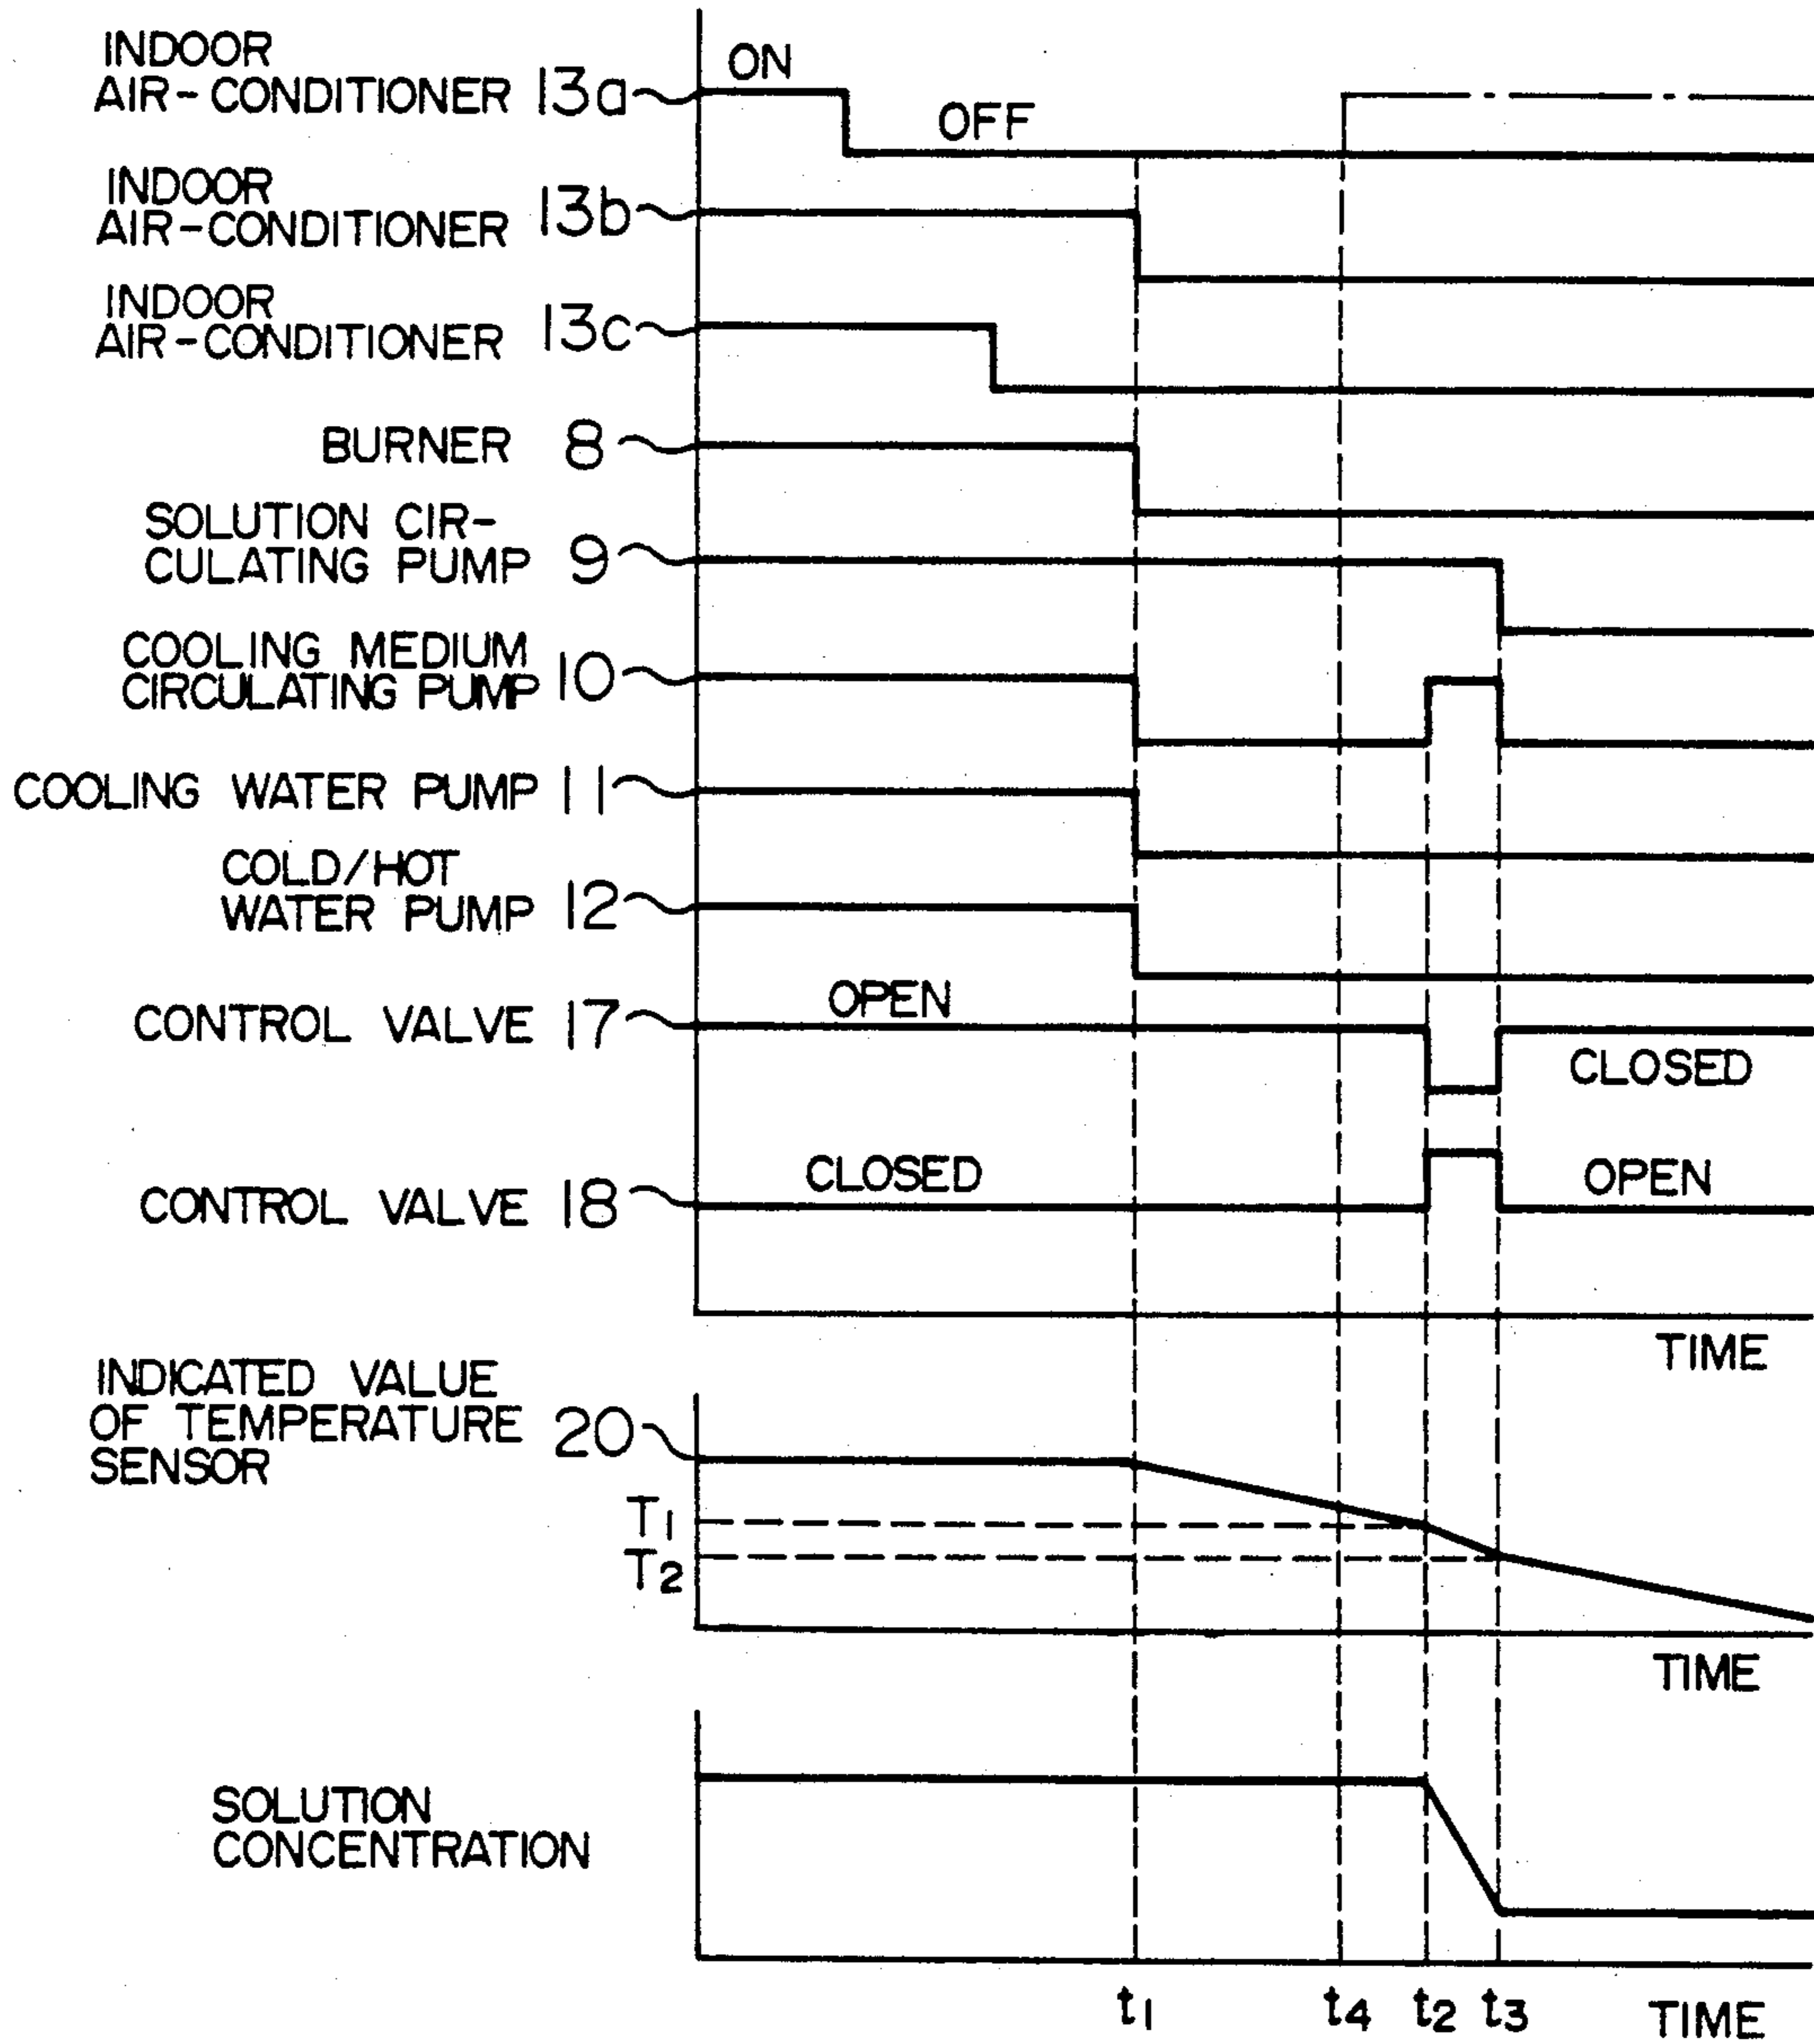 INDOOR
AIR-CONDITIONER 13a
ON
OFF
INDOOR
AIR-CONDITIONER 13b
INDOOR
AIR-CONDITIONER 13c
BURNER 8
SOLUTION CIR-
CULATING PUMP 9
COOLING MEDIUM
CIRCULATING PUMP 10
COOLING WATER PUMP 11
COLD/HOT
WATER PUMP 12
OPEN
CONTROL VALVE 17
CLOSED
CLOSED
OPEN
CONTROL VALVE 18
TIME
INDICATED VALUE
OF TEMPERATURE
SENSOR
20
T1
T2
TIME
SOLUTION
CONCENTRATION
t1 t4 t2 t3 TIME